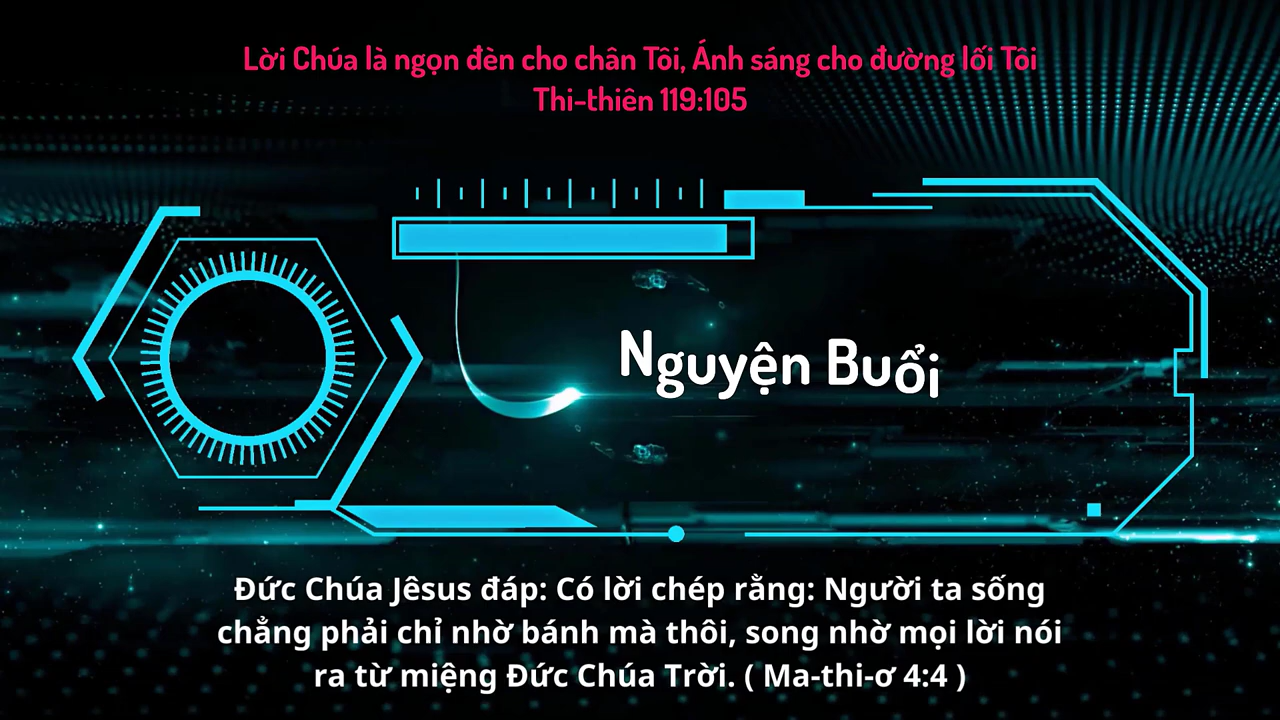 Lời Chúa là ngọn đèn cho chân Tôi, Ánh sáng cho đường lối Tôi
Thi-thiên 119:105
Nguyện Buổi
Đức Chúa Jêsus đáp: Có lời chép rằng: Người ta sống
chẳng phải chỉ nhờ bánh mà thôi, song nhờ mọi lời nói
ra từ miệng Đức Chúa Trời. ( Ma-thi-ơ 4:4 )